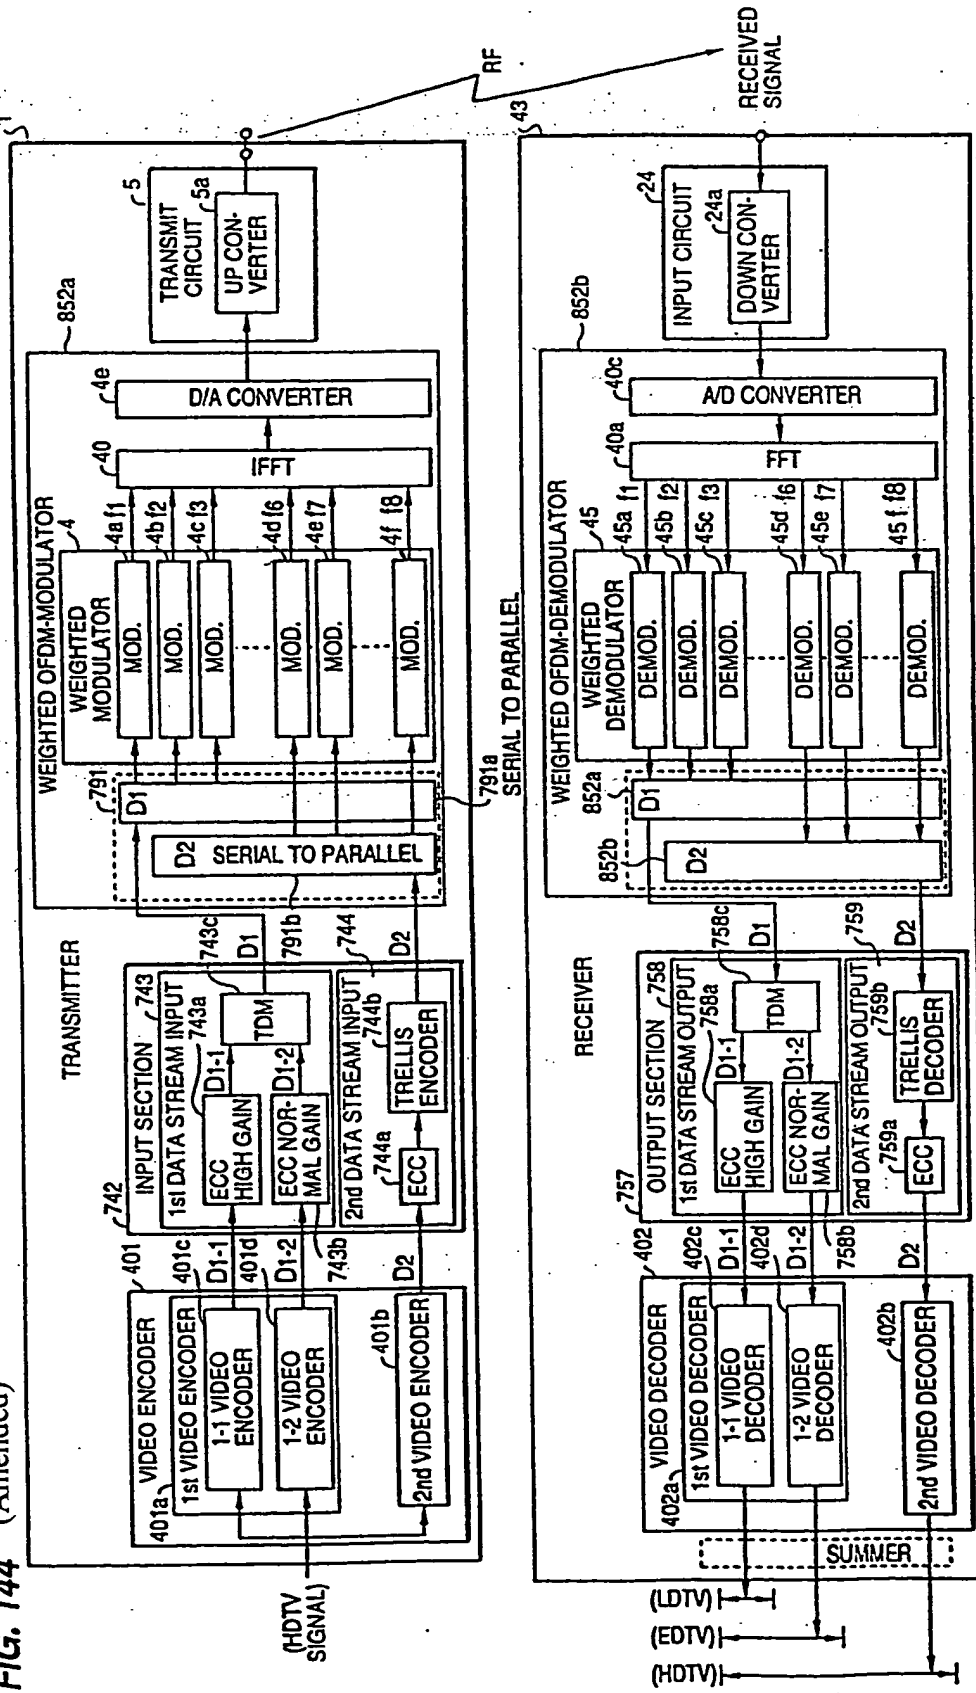 FIG. 144 (Amended)
TRANSMITTER
1
(HDTV
SIGNAL)
VIDEO ENCODER
401
401a
1st VIDEO ENCODER
401c
1-1 VIDEO
ENCODER
401d
1-2 VIDEO
ENCODER
401b
2nd VIDEO ENCODER
D1-1
D1-2
D2
742
INPUT SECTION
743
1st DATA STREAM INPUT
743a
ECC
HIGH GAIN
D1-1
743c
TDM
ECC NOR-
MAL GAIN
D1-2
743b
744
2nd DATA STREAM INPUT
744a
ECC
744b
TRELLIS
ENCODER
D1
D2
WEIGHTED OFDM-MODULATOR
852a
791
D1
D2 SERIAL TO PARALLEL
791b
791a
SERIAL TO PARALLEL
WEIGHTED
MODULATOR
4
MOD.
4a f1
MOD.
4b f2
MOD.
4c f3
MOD.
4d f6
MOD.
4e f7
MOD.
4f f8
40
IFFT
4e
D/A CONVERTER
TRANSMIT
CIRCUIT
5
5a
UP CON-
VERTER
RF
RECEIVER
43
RECEIVED
SIGNAL
INPUT CIRCUIT
24
24a
DOWN CON-
VERTER
WEIGHTED OFDM-DEMODULATOR
852b
40c
A/D CONVERTER
40a
FFT
WEIGHTED
DEMODULATOR
45
DEMOD.
45a f1
DEMOD.
45b f2
DEMOD.
45c f3
DEMOD.
45d f6
DEMOD.
45e f7
DEMOD.
45 f f8
852a
D1
852b
D2
D1
D2
757
OUTPUT SECTION
758
1st DATA STREAM OUTPUT
758a
ECC
HIGH GAIN
D1-1
758c
TDM
ECC NOR-
MAL GAIN
D1-2
758b
759
2nd DATA STREAM OUTPUT
759a
ECC
759b
TRELLIS
DECODER
D1-1
D1-2
D2
VIDEO DECODER
402
402a
1st VIDEO DECODER
402c
1-1 VIDEO
DECODER
402d
1-2 VIDEO
DECODER
402b
2nd VIDEO DECODER
SUMMER
(LDTV)
(EDTV)
(HDTV)